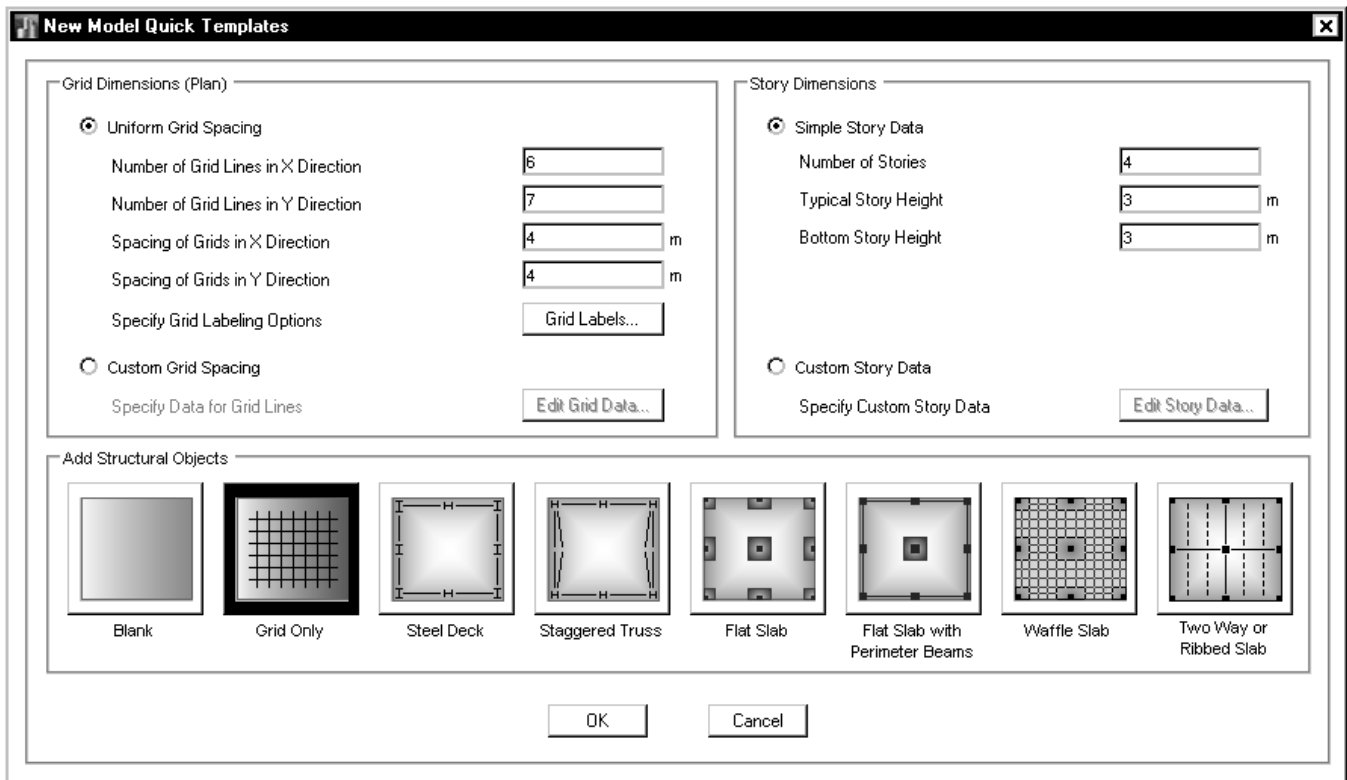 New Model Quick Templates
Grid Dimensions (Plan)
Uniform Grid Spacing
Number of Grid Lines in X Direction
6
Number of Grid Lines in Y Direction
7
Spacing of Grids in X Direction
4
m
Spacing of Grids in Y Direction
4
m
Specify Grid Labeling Options
Grid Labels...
Custom Grid Spacing
Specify Data for Grid Lines
Edit Grid Data...
Story Dimensions
Simple Story Data
Number of Stories
4
Typical Story Height
3
m
Bottom Story Height
3
m
Custom Story Data
Specify Custom Story Data
Edit Story Data...
Add Structural Objects
Blank
Grid Only
Steel Deck
Staggered Truss
Flat Slab
Flat Slab with
Perimeter Beams
Waffle Slab
Two Way or
Ribbed Slab
OK
Cancel